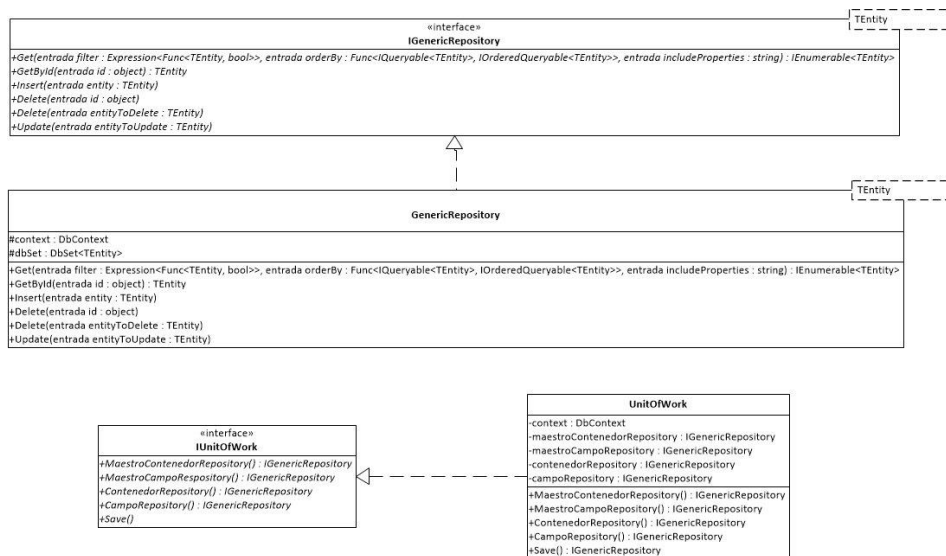 TEntity
«interface»
IGenericRepository
+Get(entrada filter : Expression<Func<TEntity, bool>>, entrada orderBy : Func<IQueryable<TEntity>, IOrderedQueryable<TEntity>>, entrada includeProperties : string) : IEnumerable<TEntity>
+GetById(entrada id : object) : TEntity
+Insert(entrada entity : TEntity)
+Delete(entrada id : object)
+Delete(entrada entityToDelete : TEntity)
+Update(entrada entityToUpdate : TEntity)
TEntity
GenericRepository
#context : DbContext
#dbSet : DbSet<TEntity>
+Get(entrada filter : Expression<Func<TEntity, bool>>, entrada orderBy : Func<IQueryable<TEntity>, IOrderedQueryable<TEntity>>, entrada includeProperties : string) : IEnumerable<TEntity>
+GetById(entrada id : object) : TEntity
+Insert(entrada entity : TEntity)
+Delete(entrada id : object)
+Delete(entrada entityToDelete : TEntity)
+Update(entrada entityToUpdate : TEntity)
«interface»
IUnitOfWork
+MaestroContenedorRepository() : IGenericRepository
+MaestroCampoRespository() : IGenericRepository
+ContenedorRepository() : IGenericRepository
+CampoRepository() : IGenericRepository
+Save()
UnitOfWork
-context : DbContext
-maestroContenedorRepository : IGenericRepository
-maestroCampoRepository : IGenericRepository
-contenedorRepository : IGenericRepository
-campoRepository : IGenericRepository
+MaestroContenedorRepository() : IGenericRepository
+MaestroCampoRepository() : IGenericRepository
+ContenedorRepository() : IGenericRepository
+CampoRepository() : IGenericRepository
+Save() : IGenericRepository